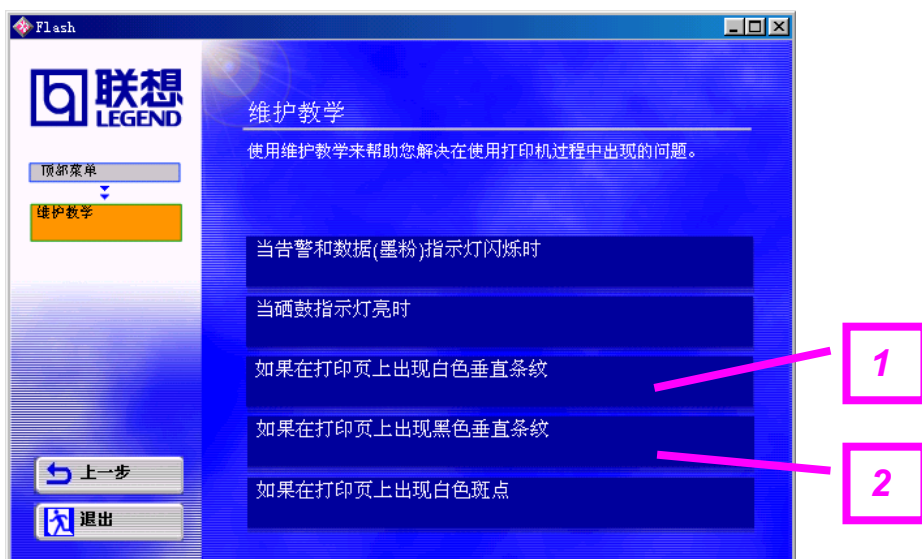 Flash
联想
LEGEND
顶部菜单
维护教学
维护教学
使用维护教学来帮助您解决在使用打印机过程中出现的问题。
当告警和数据(墨粉)指示灯闪烁时
当硒鼓指示灯亮时
如果在打印页上出现白色垂直条纹
1
如果在打印页上出现黑色垂直条纹
2
如果在打印页上出现白色斑点
上一步
退出